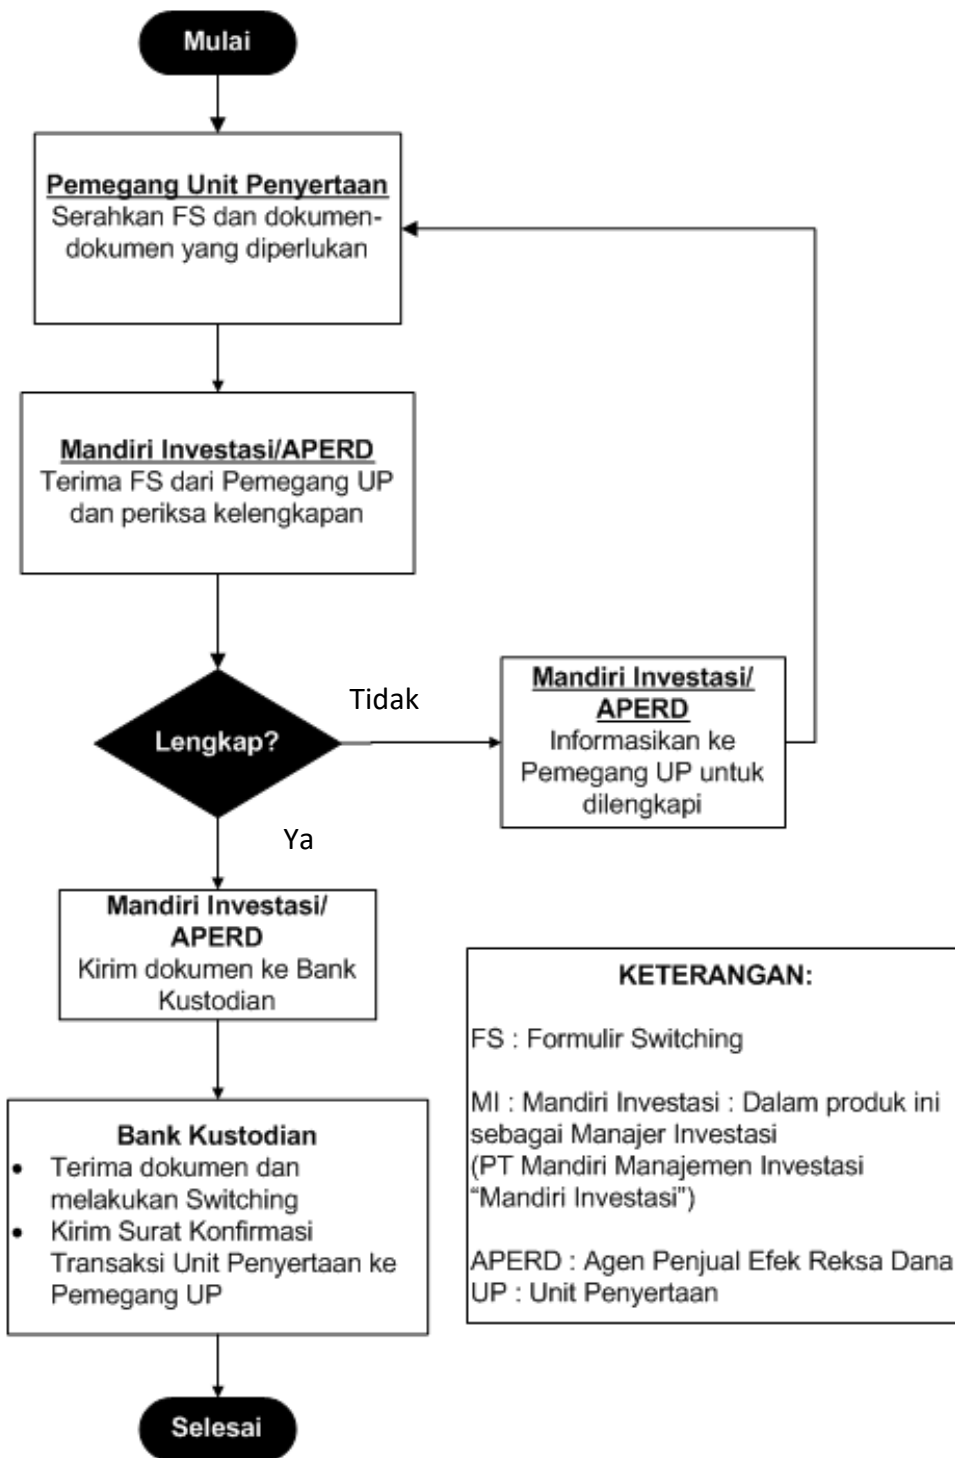 Mulai
Pemegang Unit Penyertaan
Serahkan FS dan dokumen-
dokumen yang diperlukan
Mandiri Investasi/APERD
Terima FS dari Pemegang UP
dan periksa kelengkapan
Lengkap?
Tidak
Mandiri Investasi/
APERD
Informasikan ke
Pemegang UP untuk
dilengkapi
Ya
Mandiri Investasi/
APERD
Kirim dokumen ke Bank
Kustodian
Bank Kustodian
• Terima dokumen dan
melakukan Switching
• Kirim Surat Konfirmasi
Transaksi Unit Penyertaan ke
Pemegang UP
Selesai
KETERANGAN:
FS : Formulir Switching
MI : Mandiri Investasi : Dalam produk ini
sebagai Manajer Investasi
(PT Mandiri Manajemen Investasi
“Mandiri Investasi”)
APERD : Agen Penjual Efek Reksa Dana
UP : Unit Penyertaan